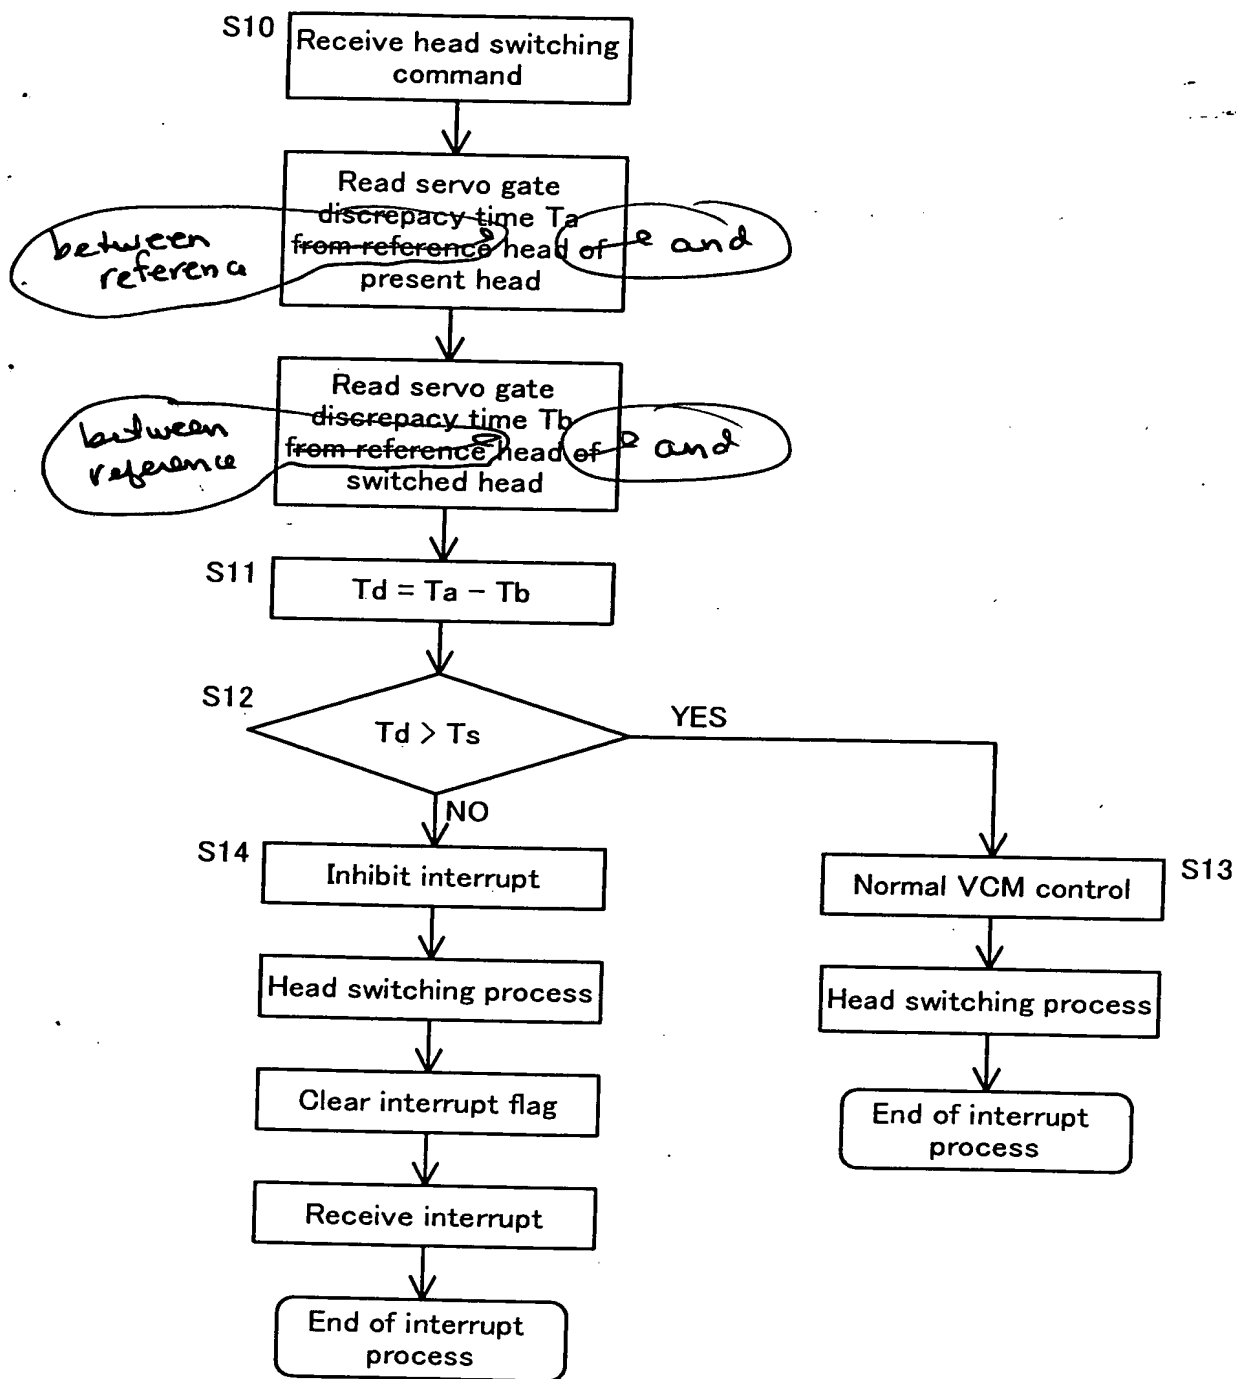 S10
Receive head switching
command
Read servo gate
discrepacy time Ta
from reference head of
present head
between
reference
and
Read servo gate
discrepacy time Tb
from reference head of
switched head
between
reference
and
S11
Td = Ta − Tb
S12
Td > Ts
YES
NO
S14
Inhibit interrupt
Normal VCM control
S13
Head switching process
Head switching process
Clear interrupt flag
End of interrupt
process
Receive interrupt
End of interrupt
process